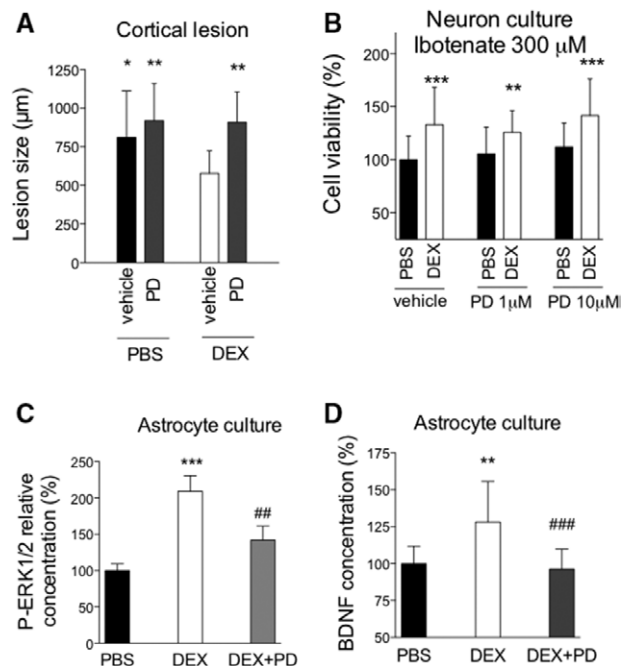 A
Cortical lesion
Lesion size (μm)
1250
1000
750
500
250
0
*
**
**
vehicle
PD
vehicle
PD
PBS
DEX
B
Neuron culture
Ibotenate 300 μM
Cell viability (%)
200
150
100
50
***
**
***
PBS
DEX
PBS
DEX
PBS
DEX
vehicle
PD 1μM
PD 10μM
C
Astrocyte culture
P-ERK1/2 relative
concentration (%)
250
200
150
100
50
0
***
##
PBS
DEX
DEX+PD
D
Astrocyte culture
BDNF concentration (%)
175
150
125
100
75
50
**
###
PBS
DEX
DEX+PD